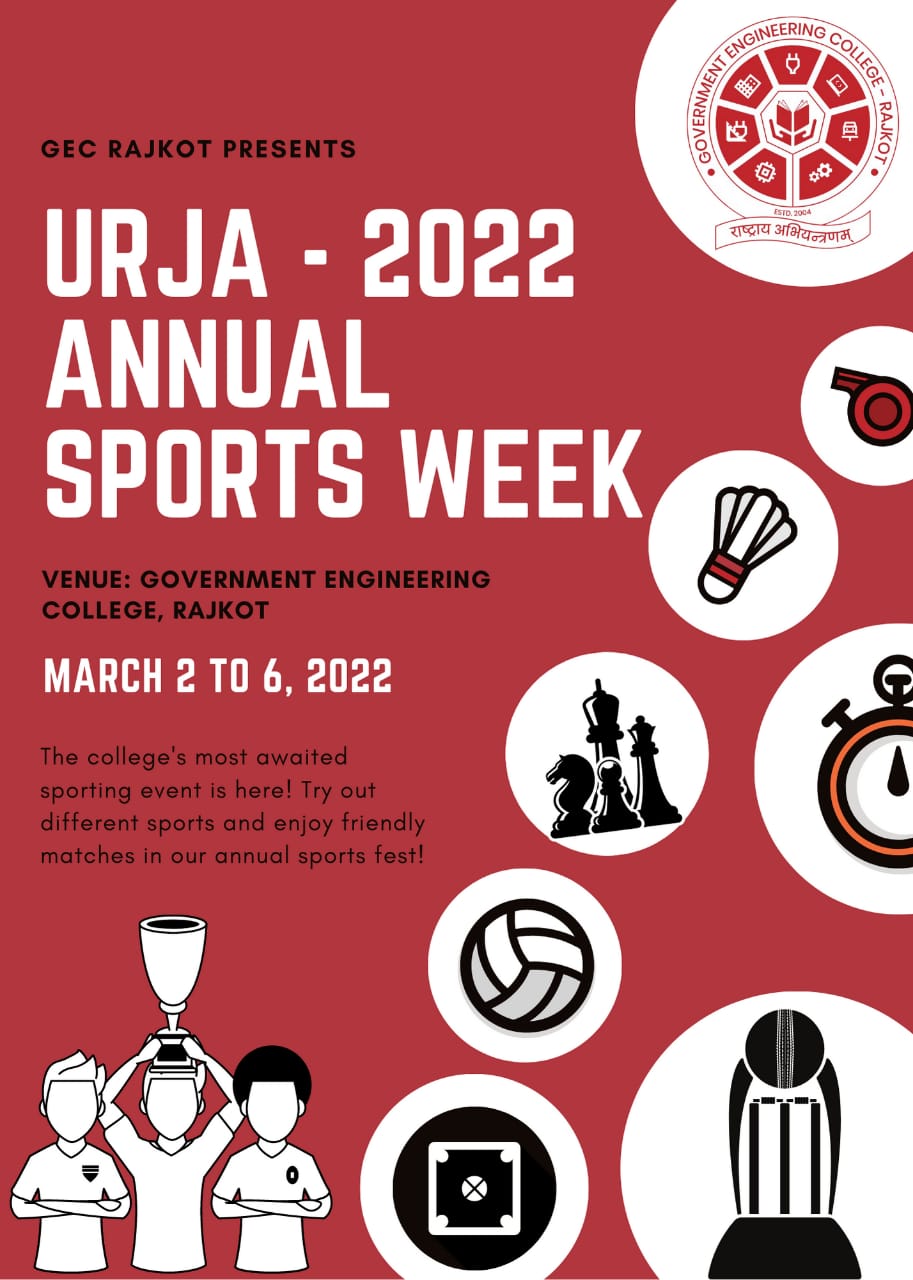 GOVERNMENT ENGINEERING COLLEGE - RAJKOT
ESTD. 2004
राष्ट्राय अभियन्त्रणम्
GEC RAJKOT PRESENTS
URJA - 2022
ANNUAL
SPORTS WEEK
VENUE: GOVERNMENT ENGINEERING
COLLEGE, RAJKOT
MARCH 2 TO 6, 2022
The college's most awaited
sporting event is here! Try out
different sports and enjoy friendly
matches in our annual sports fest!